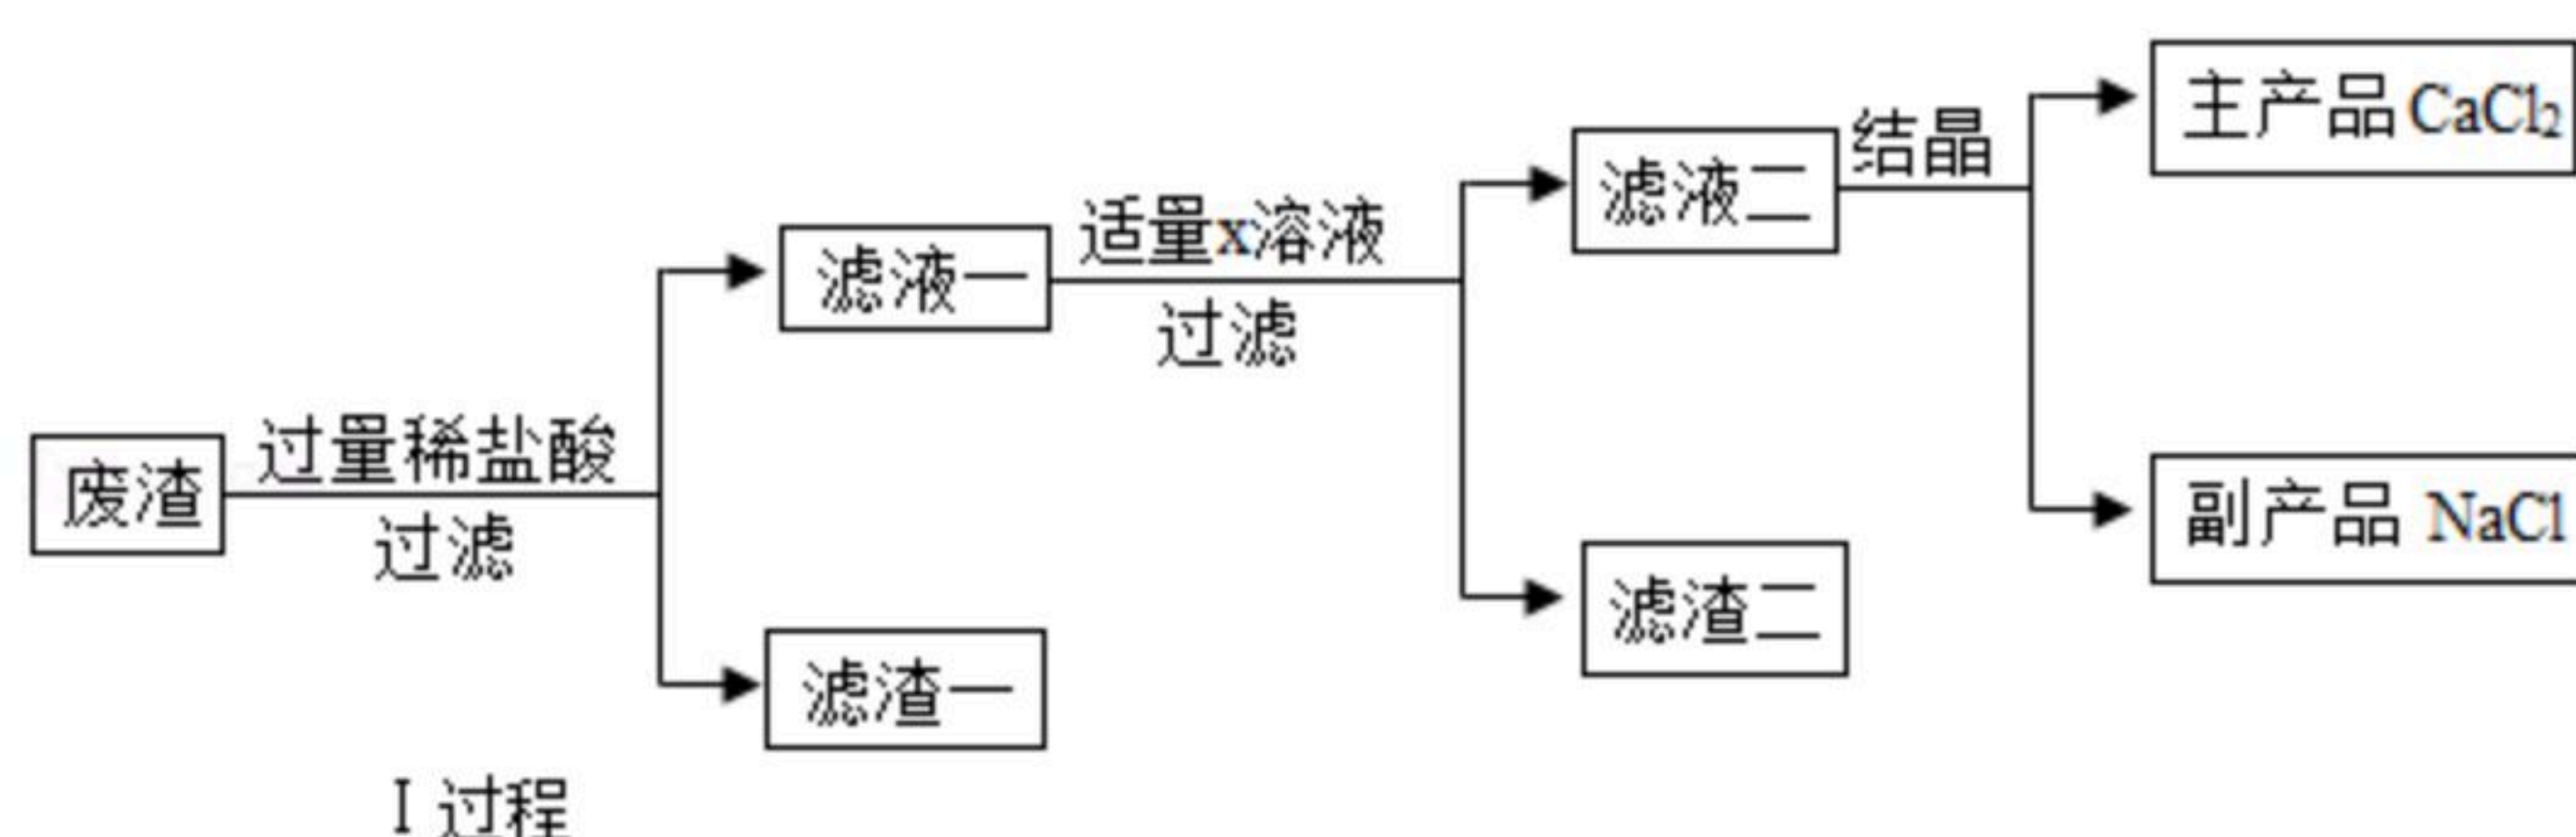 废渣
过量稀盐酸
过滤
滤液一
滤渣一
适量x溶液
过滤
滤液二
滤渣二
结晶
主产品 CaCl₂
副产品 NaCl
I 过程